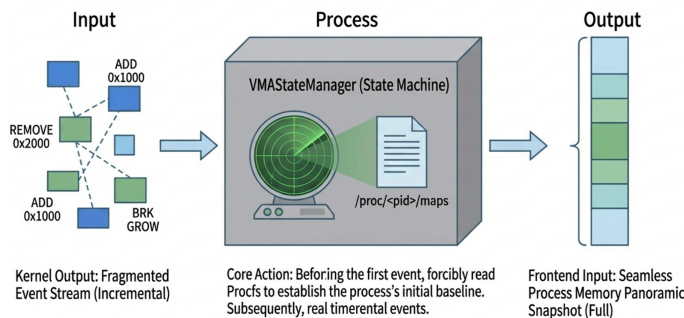 Input
Process
Output
ADD
0x1000
REMOVE
0x2000
ADD
0x1000
BRK
GROW
VMAStateManager (State Machine)
/proc/<pid>/maps
Kernel Output: Fragmented
Event Stream (Incremental)
Core Action: Beforing the first event, forcibly read
Procfs to establish the process's initial baseline.
Subsequently, real timerental events.
Frontend Input: Seamless
Process Memory Panoramic
Snapshot (Full)